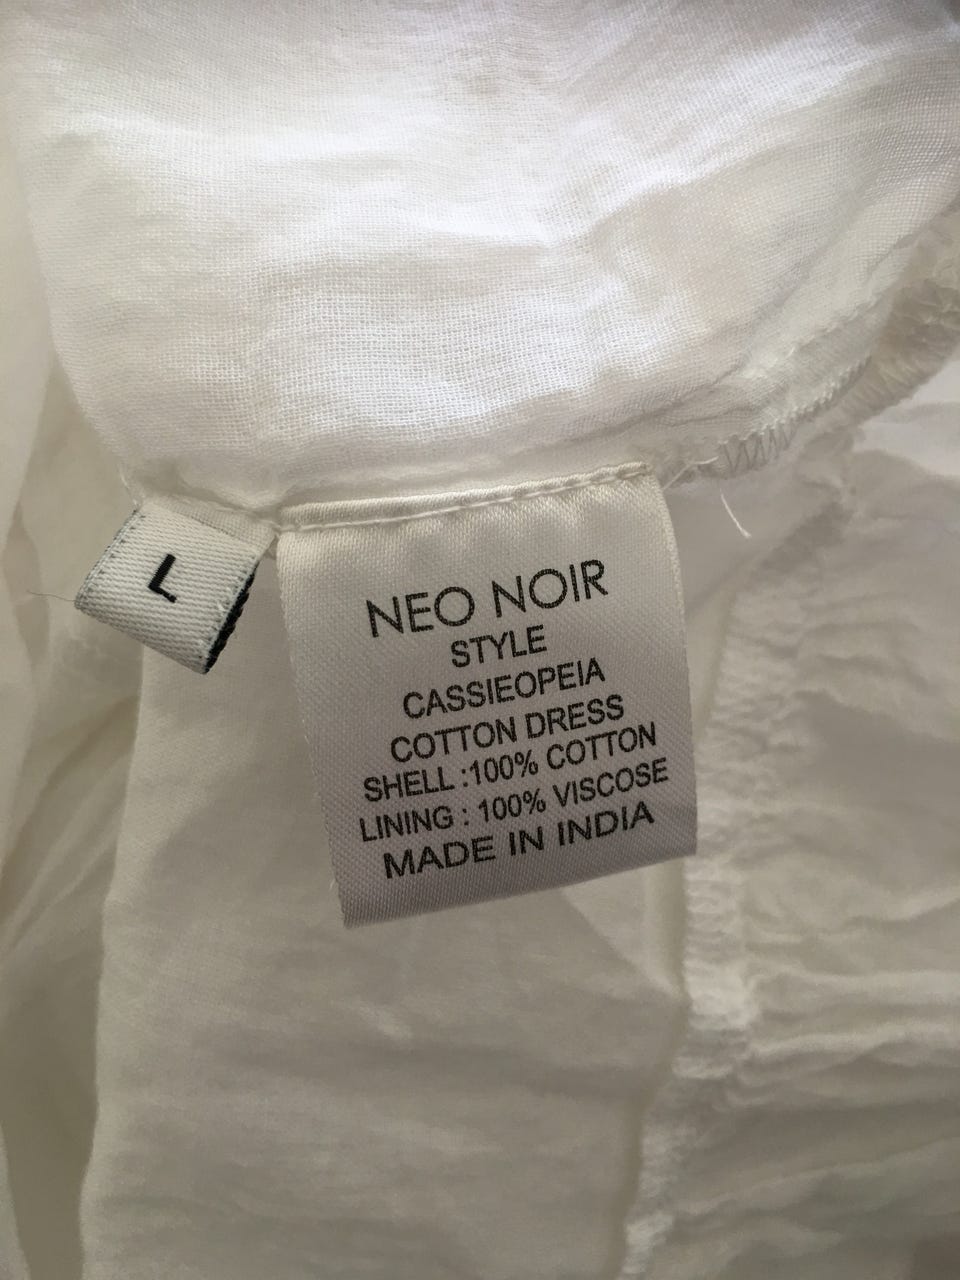 L
NEO NOIR
STYLE
CASSIEOPEIA
COTTON DRESS
SHELL :100% COTTON
LINING : 100% VISCOSE
MADE IN INDIA